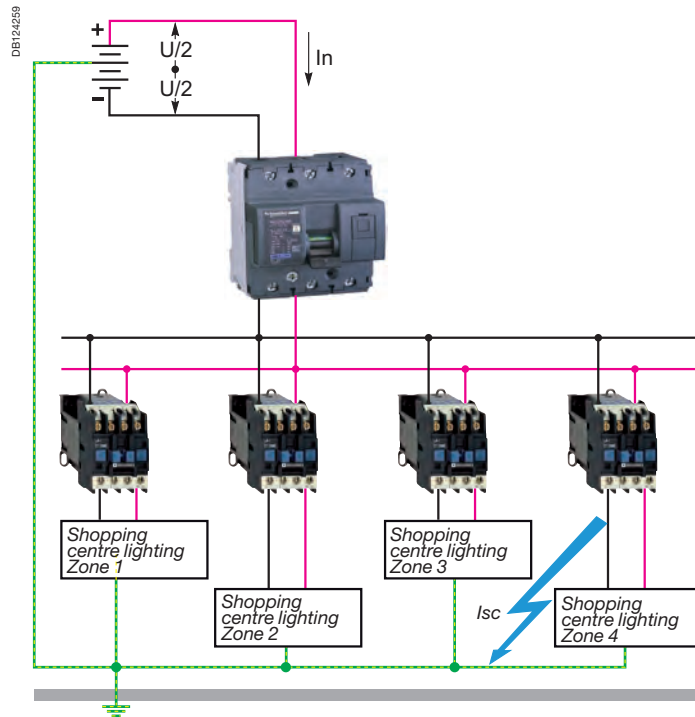 DB124259
+
U/2
U/2
-
In
Schneider
Shopping
centre lighting
Zone 1
Shopping
centre lighting
Zone 2
Shopping
centre lighting
Zone 3
Isc
Shopping
centre lighting
Zone 4